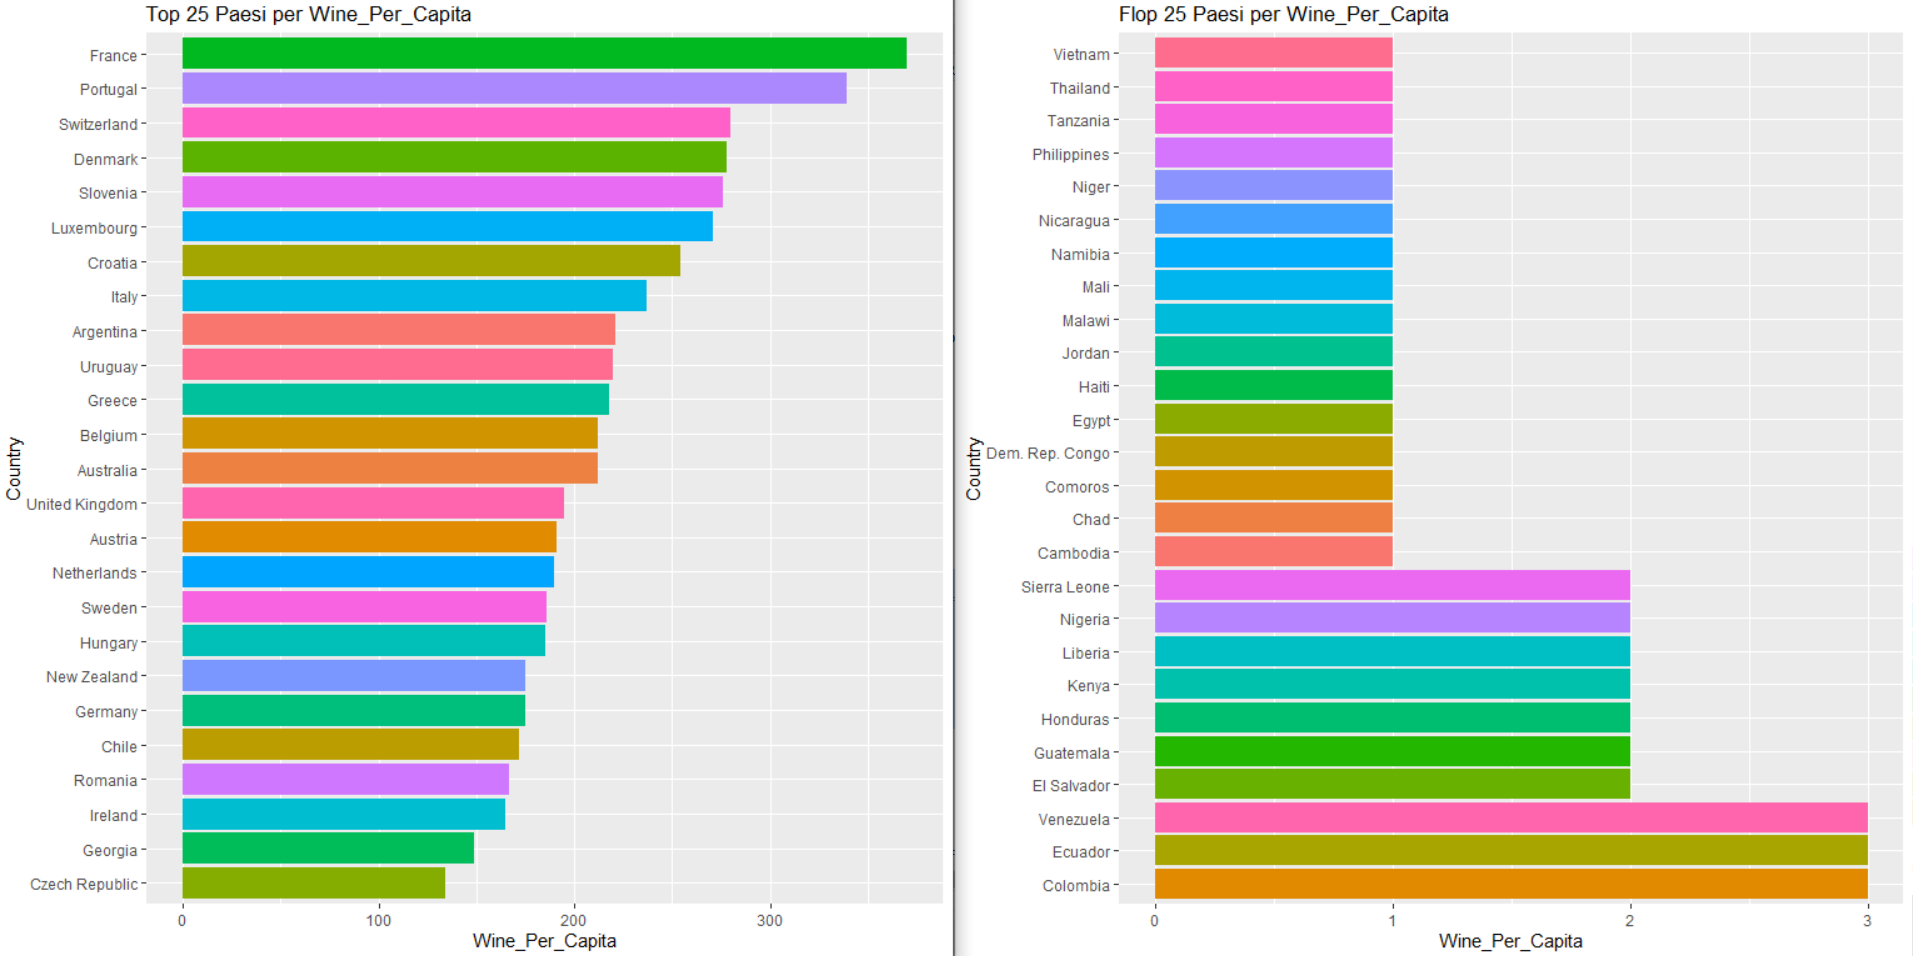 Top 25 Paesi per Wine_Per_Capita
Country
France
Portugal
Switzerland
Denmark
Slovenia
Luxembourg
Croatia
Italy
Argentina
Uruguay
Greece
Belgium
Australia
United Kingdom
Austria
Netherlands
Sweden
Hungary
New Zealand
Germany
Chile
Romania
Ireland
Georgia
Czech Republic
0 100 200 300
Wine_Per_Capita
Flop 25 Paesi per Wine_Per_Capita
Country
Vietnam
Thailand
Tanzania
Philippines
Niger
Nicaragua
Namibia
Mali
Malawi
Jordan
Haiti
Egypt
Dem. Rep. Congo
Comoros
Chad
Cambodia
Sierra Leone
Nigeria
Liberia
Kenya
Honduras
Guatemala
El Salvador
Venezuela
Ecuador
Colombia
0 1 2 3
Wine_Per_Capita